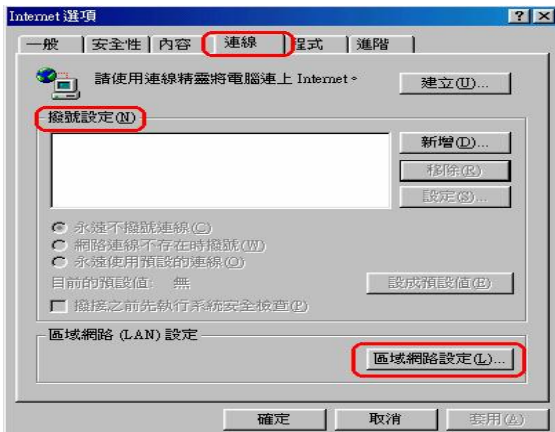 Internet 選項
一般 安全性 內容 連線 程式 進階
請使用連線精靈將電腦連上 Internet。
建立(U)...
撥號設定(N)
新增(D)...
移除(R)
設定(S)...
永遠不撥號連線(C)
網路連線不存在時撥號(W)
永遠使用預設的連線(O)
目前的預設值: 無
設成預設值(E)
撥接之前先執行系統安全檢查(P)
區域網路 (LAN) 設定
區域網路設定(L)...
確定 取消 套用(A)